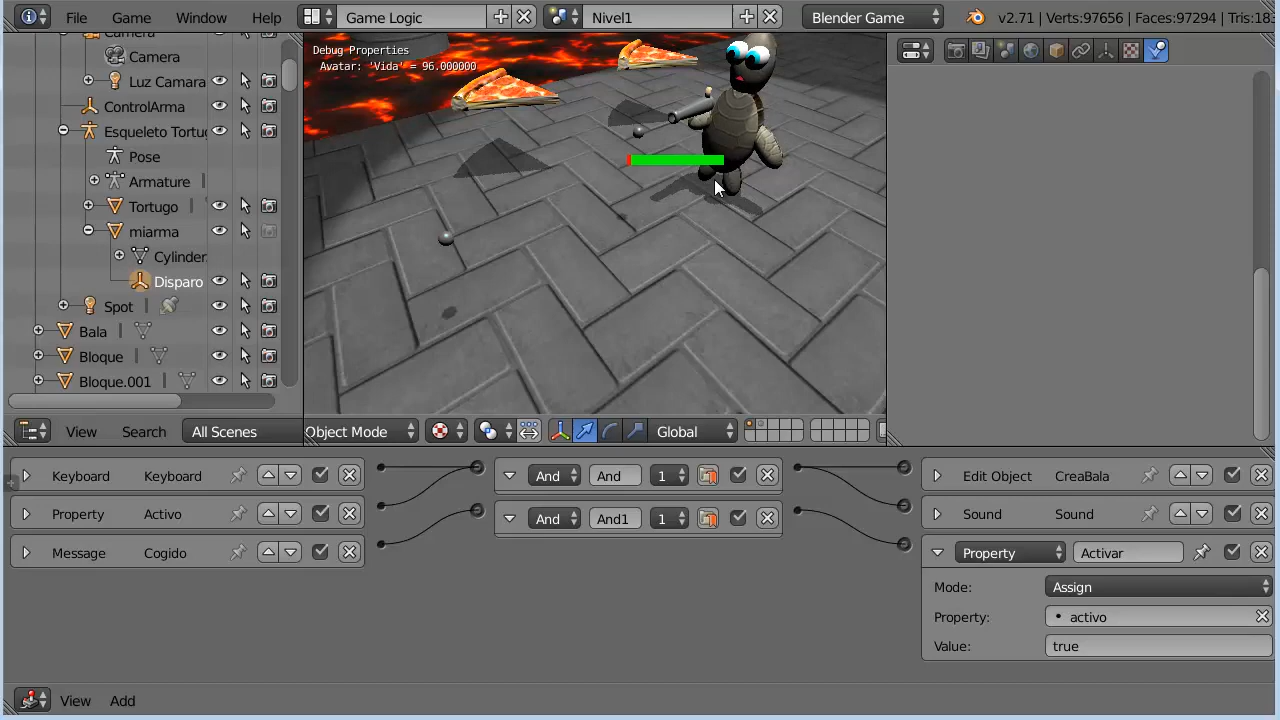 File Game Window Help Game Logic Nivel1 Blender Game v2.71 | Verts:97656 | Faces:97294 | Tris:18
Camera
Camera
Luz Camara
ControlArma
Esqueleto Tortu
Pose
Armature
Tortugo
miarma
Cylinder
Disparo
Spot
Bala
Bloque
Bloque.001
View Search All Scenes
Debug Properties
Avatar: 'Vida' = 96.000000
Object Mode Global
Keyboard Keyboard
Property Activo
Message Cogido
And And 1
And And1 1
Edit Object CreaBala
Sound Sound
Property Activar
Mode: Assign
Property: activo
Value: true
View Add